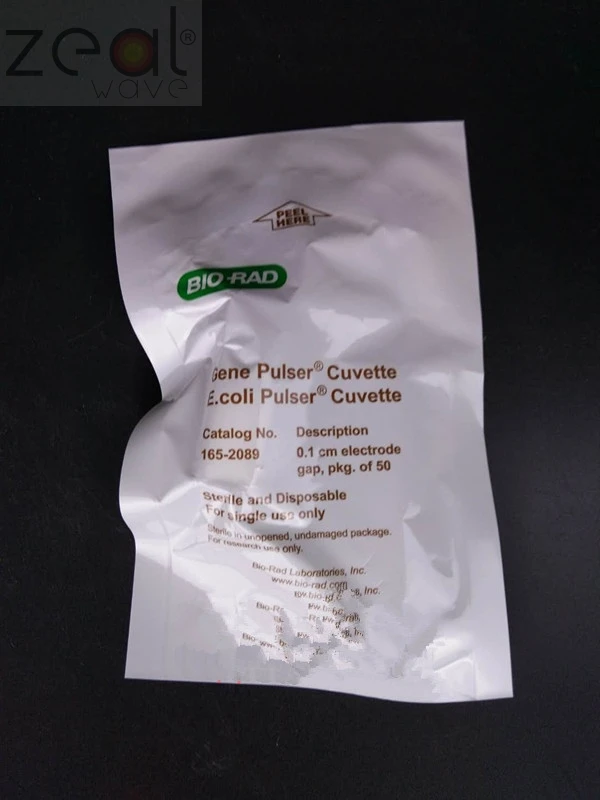 zeal®
wave
PEEL
HERE
BIO-RAD
Gene Pulser® Cuvette
E.coli Pulser® Cuvette
Catalog No. Description
165-2089 0.1 cm electrode
gap, pkg. of 50
Sterile and Disposable
For single use only
Sterile in unopened, undamaged package.
For research use only.
Bio-Rad Laboratories, Inc.
www.bio-rad.com
Inc.